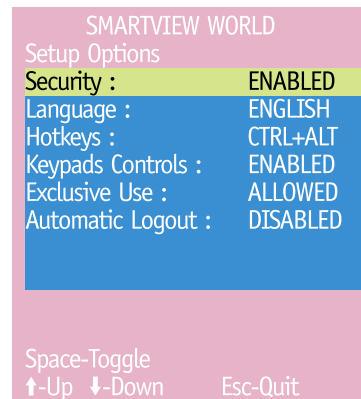 SMARTVIEW WORLD
Setup Options
Security : ENABLED
Language : ENGLISH
Hotkeys : CTRL+ALT
Keypads Controls : ENABLED
Exclusive Use : ALLOWED
Automatic Logout : DISABLED
Space-Toggle
⬆-Up ⬇-Down Esc-Quit